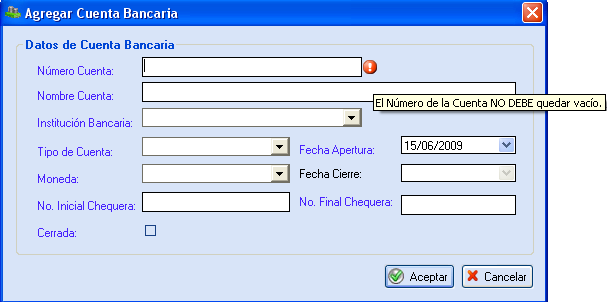 Agregar Cuenta Bancaria
Datos de Cuenta Bancaria
Número Cuenta:
Nombre Cuenta:
El Número de la Cuenta NO DEBE quedar vacío.
Institución Bancaria:
Tipo de Cuenta:
Fecha Apertura: 15/06/2009
Moneda:
Fecha Cierre:
No. Inicial Chequera:
No. Final Chequera:
Cerrada:
Aceptar
Cancelar